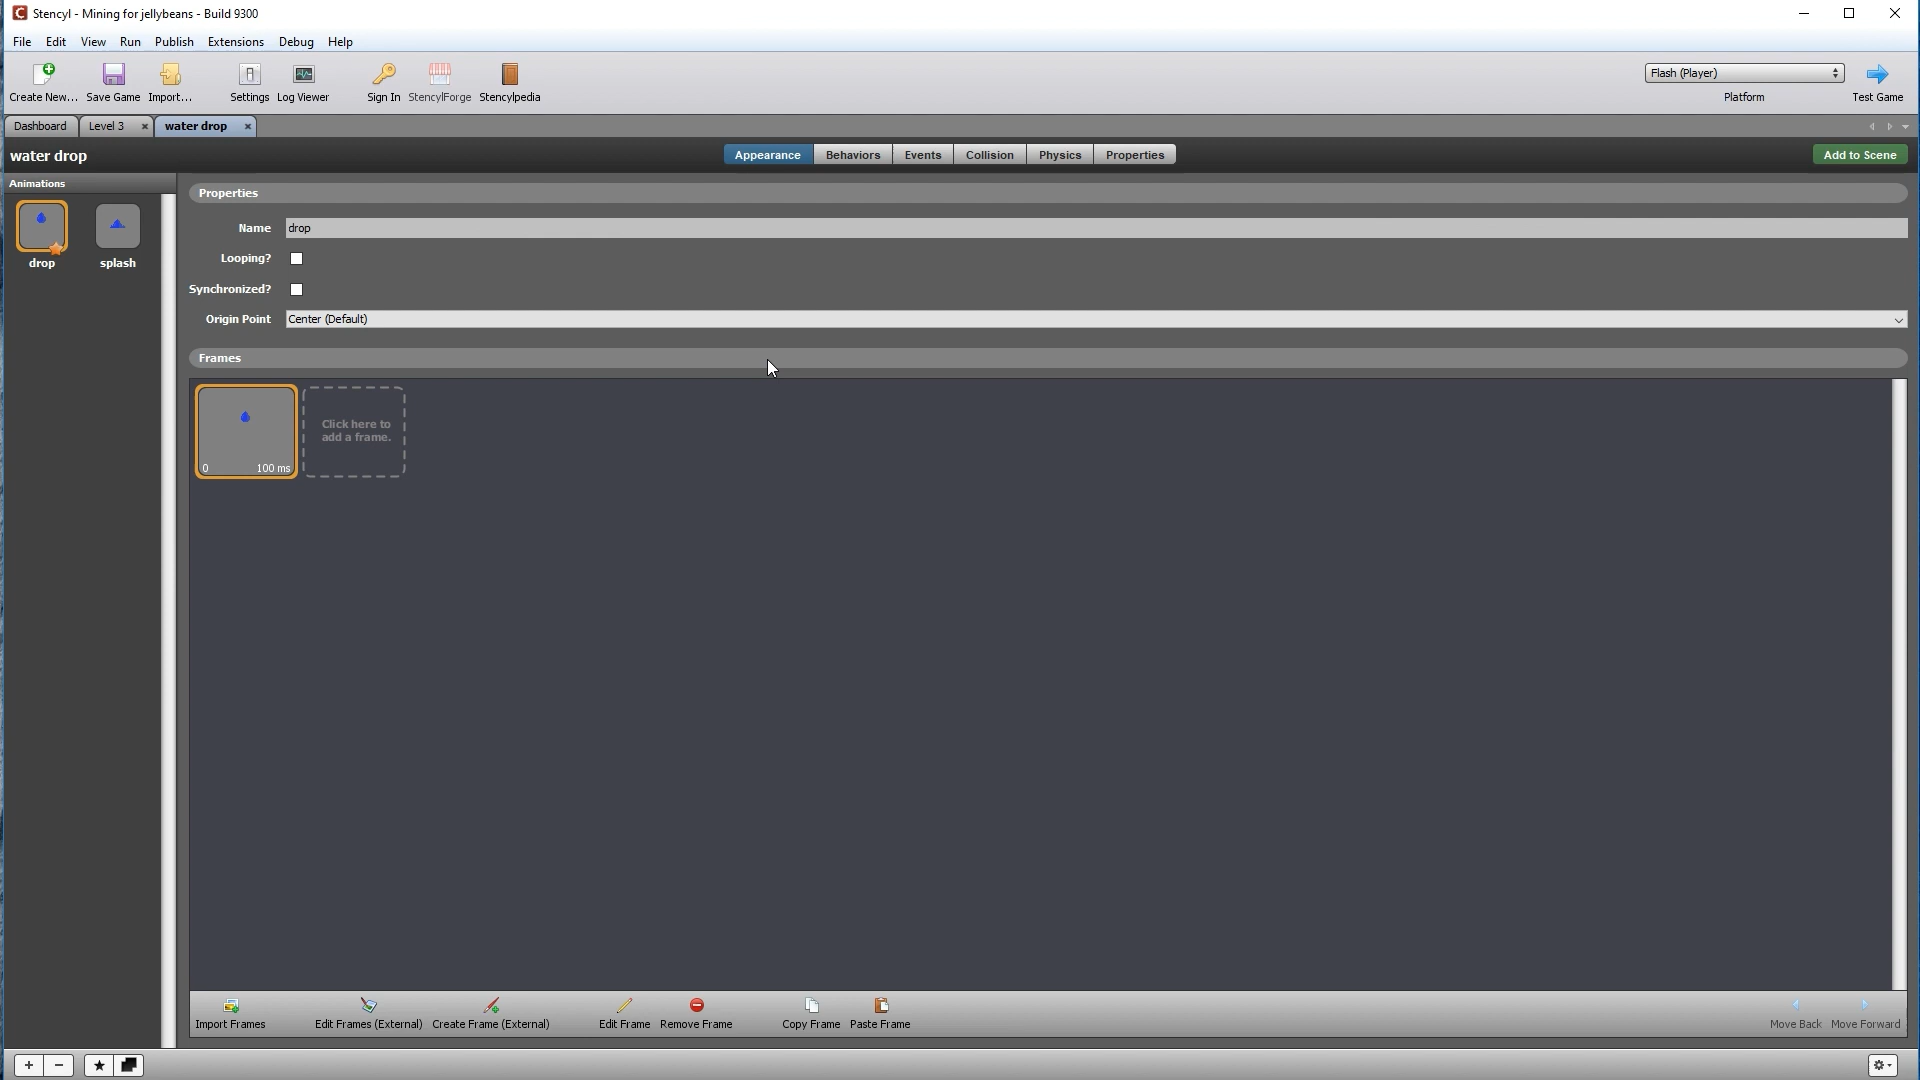 Stencyl - Mining for jellybeans - Build 9300
File Edit View Run Publish Extensions Debug Help
Create New... Save Game Import... Settings Log Viewer Sign In StencylForge Stencylpedia
Flash (Player)
Platform
Test Game
Dashboard Level 3 water drop
water drop
Appearance Behaviors Events Collision Physics Properties
Add to Scene
Animations
drop splash
Properties
Name drop
Looping?
Synchronized?
Origin Point Center (Default)
Frames
0 100 ms
Click here to
add a frame.
Import Frames Edit Frames (External) Create Frame (External) Edit Frame Remove Frame Copy Frame Paste Frame Move Back Move Forward